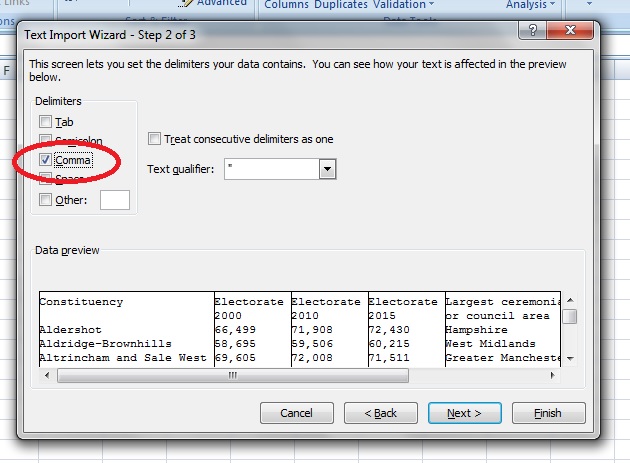 Links
Advanced
Columns Duplicates Validation
Analysis
Sort & Filter
Data Tools
F
Text Import Wizard - Step 2 of 3
This screen lets you set the delimiters your data contains. You can see how your text is affected in the preview
below.
Delimiters
Tab
Semicolon
Comma
Space
Other:
Treat consecutive delimiters as one
Text qualifier: "
Data preview
Constituency Electorate Electorate Electorate Largest ceremonia
2000 2010 2015 or council area
Aldershot 66,499 71,908 72,430 Hampshire
Aldridge-Brownhills 58,695 59,506 60,215 West Midlands
Altrincham and Sale West 69,605 72,008 71,511 Greater Manchest
Cancel < Back Next > Finish